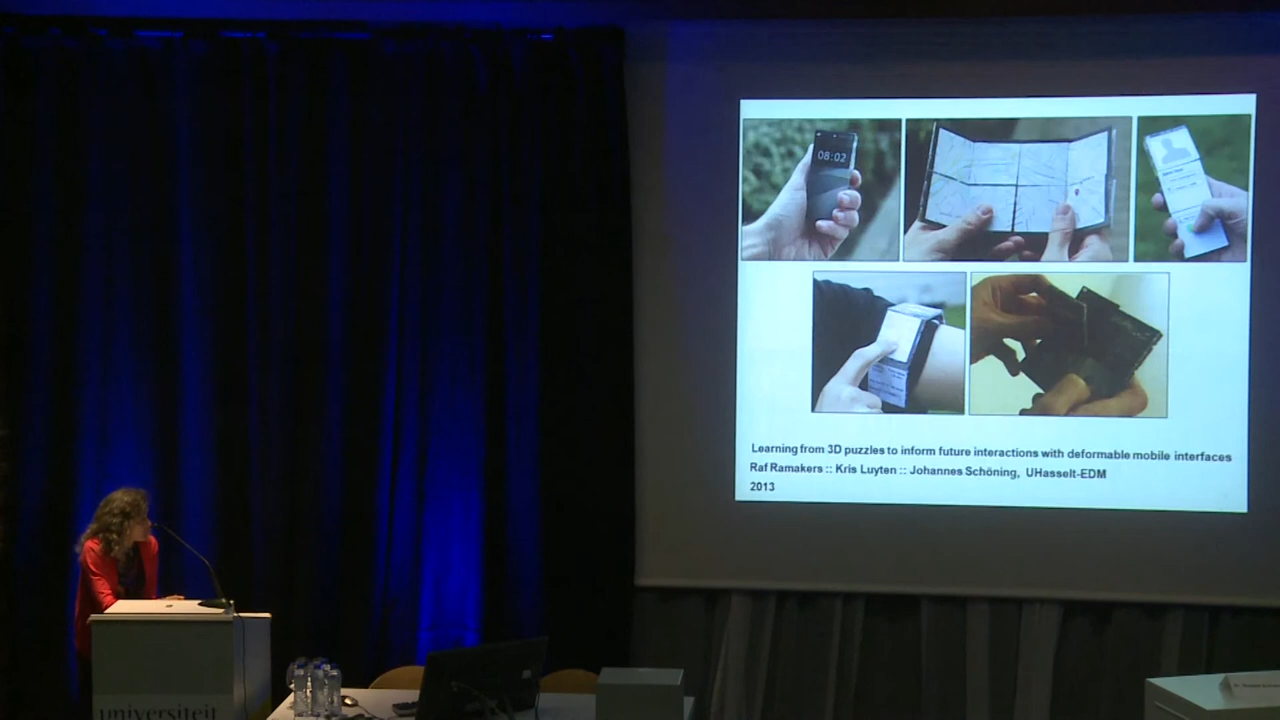 08:02
Learning from 3D puzzles to inform future interactions with deformable mobile interfaces
Raf Ramakers :: Kris Luyten :: Johannes Schöning, UHasselt-EDM
2013
universiteit